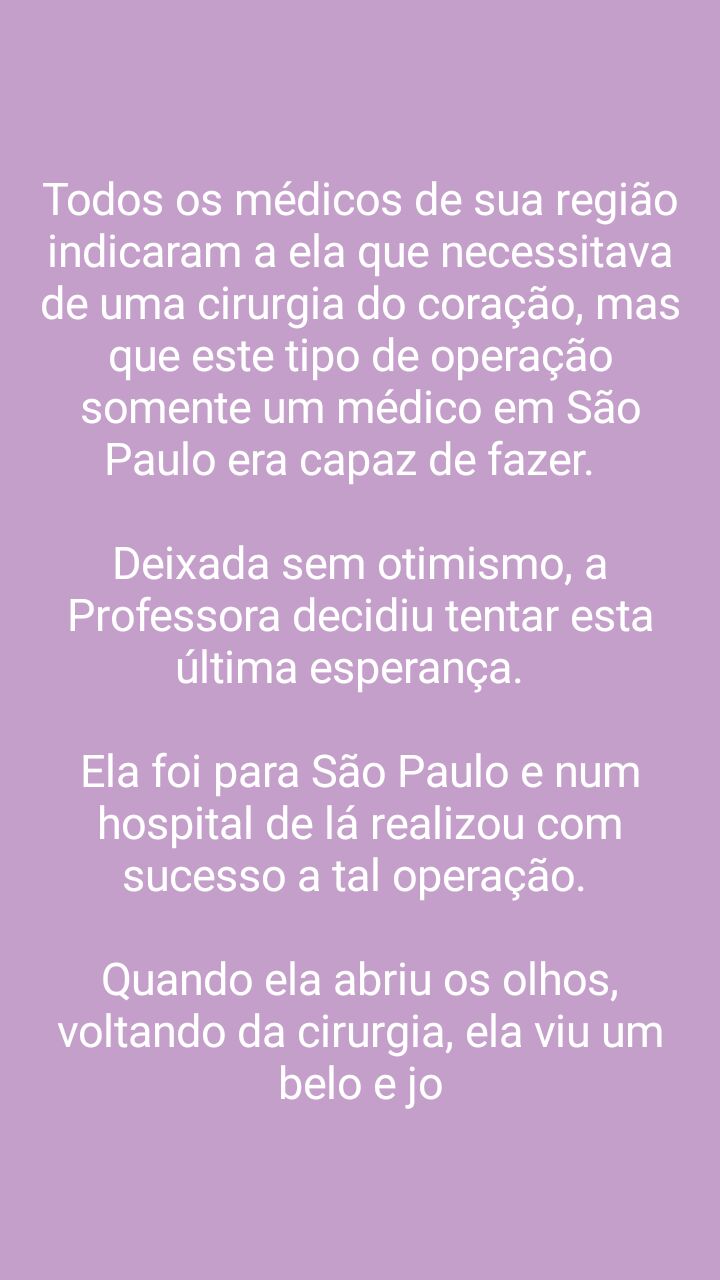 Todos os médicos de sua região
indicaram a ela que necessitava
de uma cirurgia do coração, mas
que este tipo de operação
somente um médico em São
Paulo era capaz de fazer.
Deixada sem otimismo, a
Professora decidiu tentar esta
última esperança.
Ela foi para São Paulo e num
hospital de lá realizou com
sucesso a tal operação.
Quando ela abriu os olhos,
voltando da cirurgia, ela viu um
belo e jo